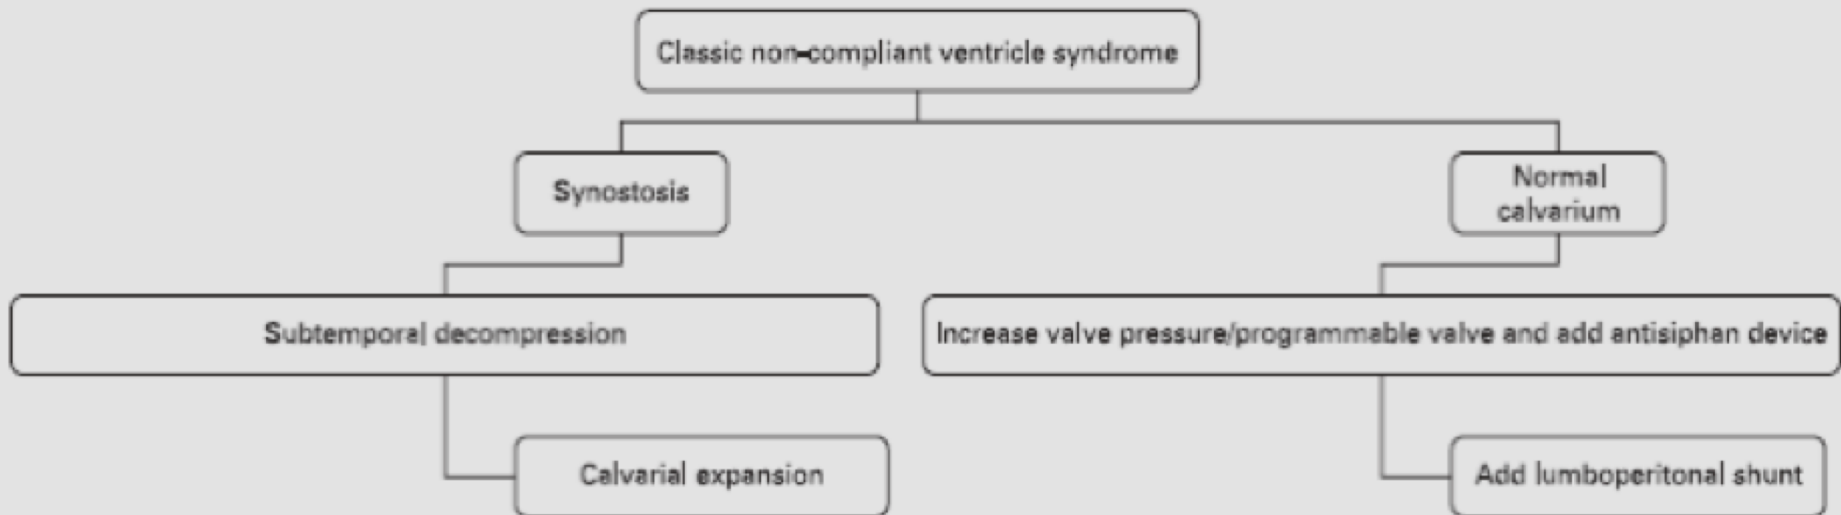 Classic non-compliant ventricle syndrome
Synostosis
Normal
calvarium
Subtemporal decompression
Increase valve pressure/programmable valve and add antisiphan device
Calvarial expansion
Add lumboperitonal shunt